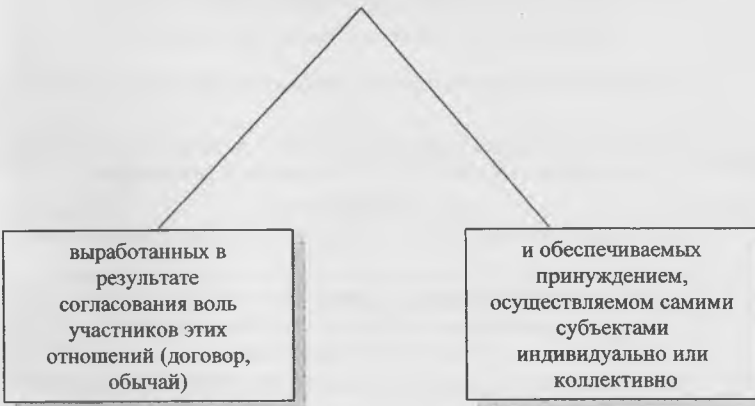 выработанных в
результате
согласования воль
участников этих
отношений (договор,
обычай)
и обеспечиваемых
принуждением,
осуществляемом самими
субъектами
индивидуально или
коллективно